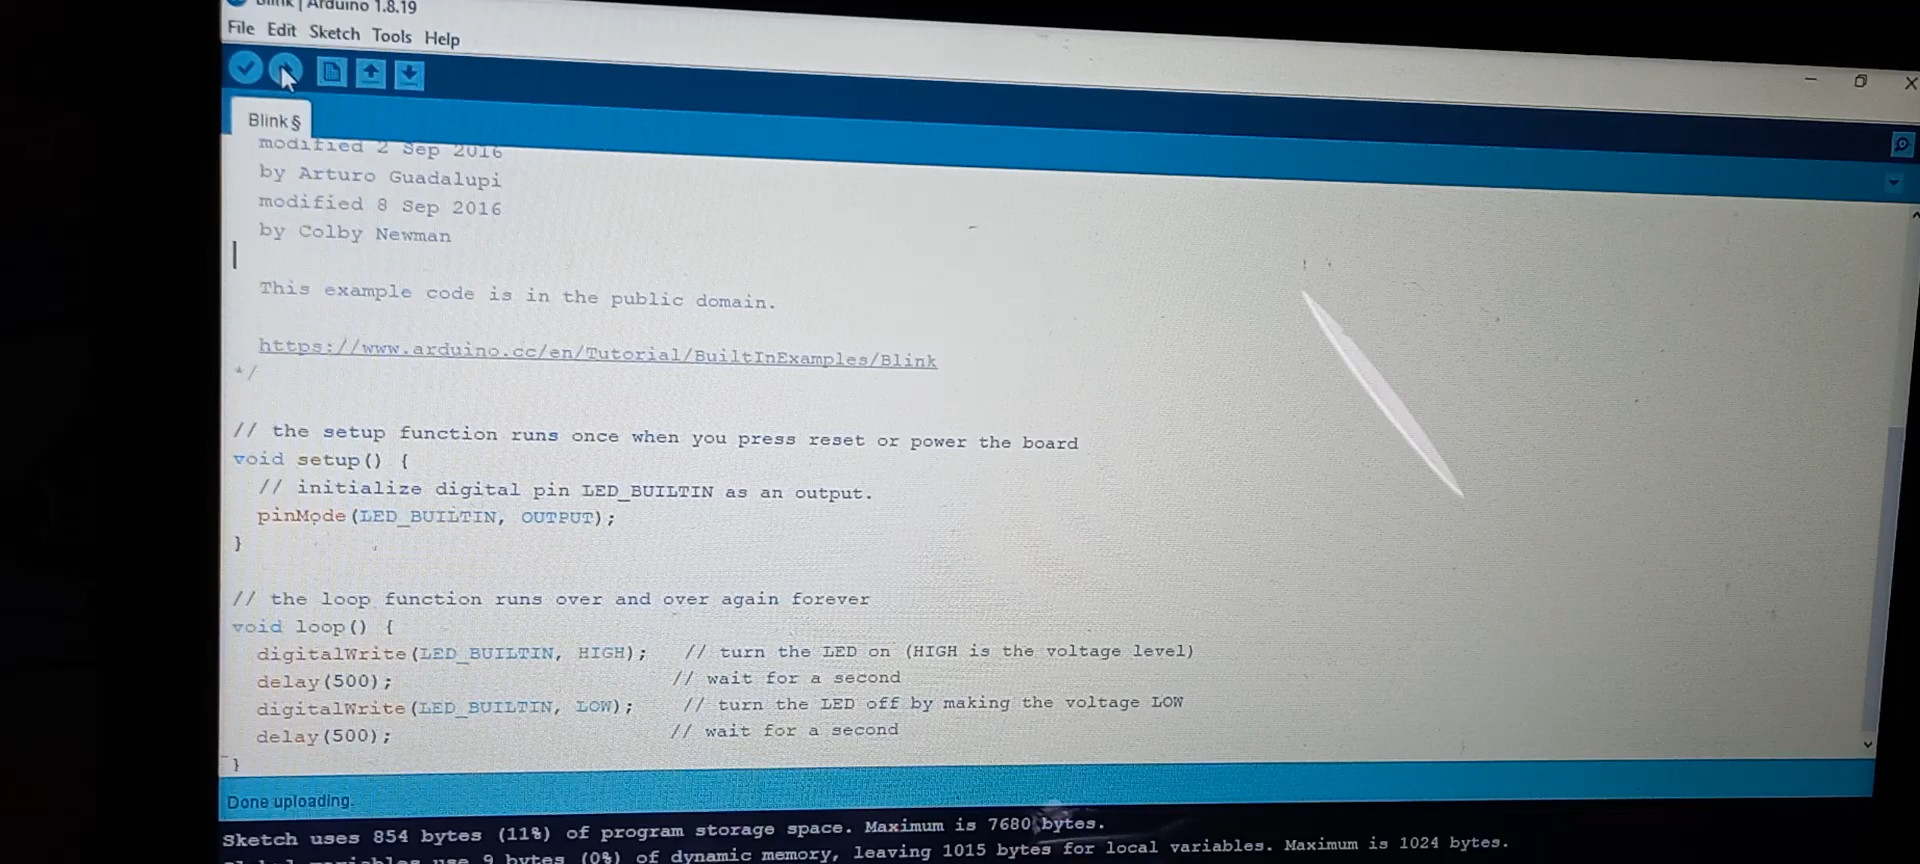 Blink | Arduino 1.8.19
File Edit Sketch Tools Help
Blink §
modified 2 Sep 2016
by Arturo Guadalupi
modified 8 Sep 2016
by Colby Newman
This example code is in the public domain.
https://www.arduino.cc/en/Tutorial/BuiltInExamples/Blink
*/
// the setup function runs once when you press reset or power the board
void setup() {
// initialize digital pin LED_BUILTIN as an output.
pinMode(LED_BUILTIN, OUTPUT);
}
// the loop function runs over and over again forever
void loop() {
digitalWrite(LED_BUILTIN, HIGH); // turn the LED on (HIGH is the voltage level)
delay(500); // wait for a second
digitalWrite(LED_BUILTIN, LOW); // turn the LED off by making the voltage LOW
delay(500); // wait for a second
}
Done uploading.
Sketch uses 854 bytes (11%) of program storage space. Maximum is 7680 bytes.
Global variables use 9 bytes (0%) of dynamic memory, leaving 1015 bytes for local variables. Maximum is 1024 bytes.